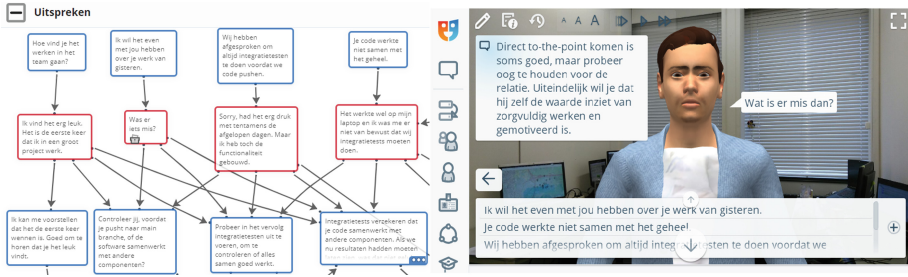 Uitspreken
Hoe vind je het
werken in het
team gaan?
Ik wil het even
met jou hebben
over je werk van
gisteren.
Wij hebben
afgesproken om
altijd integratietesten
te doen voordat we
code pushen.
Je code werkte
niet samen met
het geheel.
Ik vind het erg leuk.
Het is de eerste keer
dat ik in een groot
project werk.
Was er
iets mis?
Sorry, had het erg druk
met tentamens de
afgelopen dagen. Maar
ik heb toch de
functionaliteit
gebouwd.
Het werkte wel op mijn
laptop en ik was me er
niet van bewust dat wij
integratietests moeten
doen.
Ik kan me voorstellen
dat het de eerste keer
wennen is. Goed om te
horen dat je het leuk
vindt.
Controleer jij, voordat
je pusht naar main
branche, of de
software samenwerkt
met andere
componenten?
Probeer in het vervolg
integratietesten uit te
voeren, om te
controleren of alles
samen goed werkt.
Integratietests verzekeren dat
je code samenwerkt met
andere componenten. Als we
nu resultaten hadden moeten
A A A
Direct to-the-point komen is
soms goed, maar probeer
oog te houden voor de
relatie. Uiteindelijk wil je dat
hij zelf de waarde inziet van
zorgvuldig werken en
gemotiveerd is.
Wat is er mis dan?
Ik wil het even met jou hebben over je werk van gisteren.
Je code werkte niet samen met het geheel.
Wij hebben afgesproken om altijd integratietesten te doen voordat we